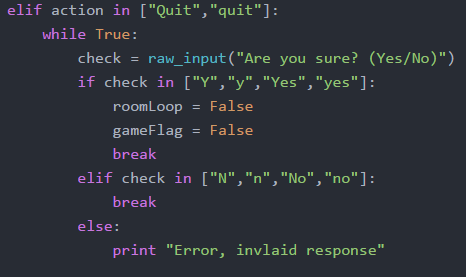 elif action in ["Quit","quit"]:
    while True:
        check = raw_input("Are you sure? (Yes/No)")
        if check in ["Y","y","Yes","yes"]:
            roomLoop = False
            gameFlag = False
            break
        elif check in ["N","n","No","no"]:
            break
        else:
            print "Error, invlaid response"